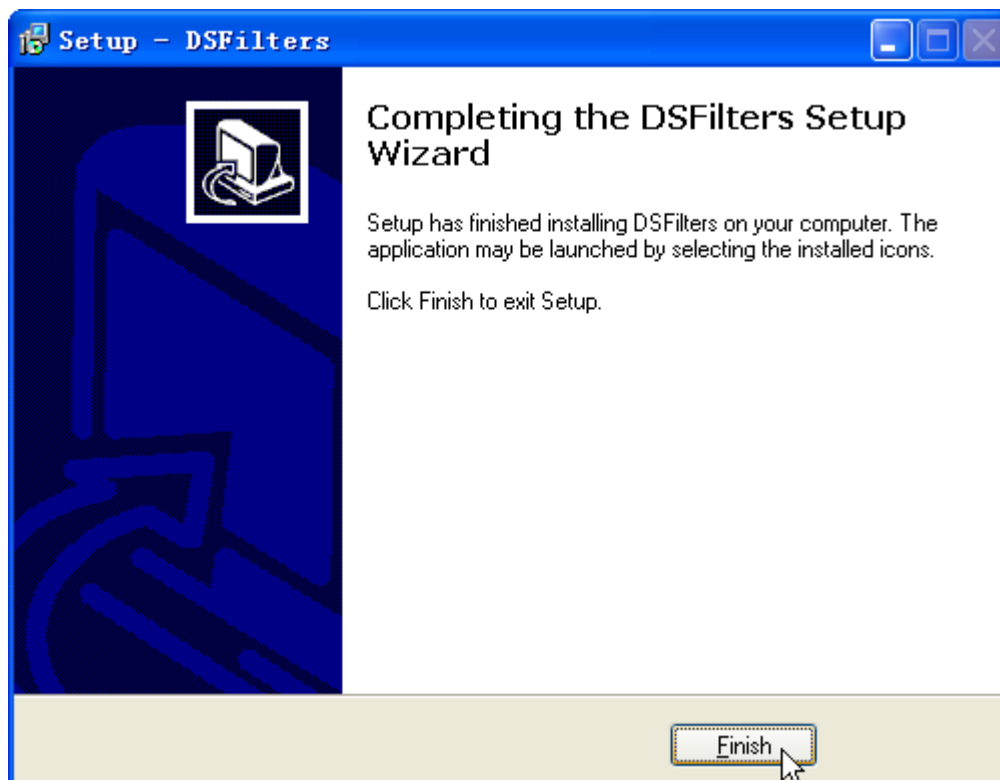 Setup - DSFilters
Completing the DSFilters Setup
Wizard
Setup has finished installing DSFilters on your computer. The
application may be launched by selecting the installed icons.
Click Finish to exit Setup.
Finish